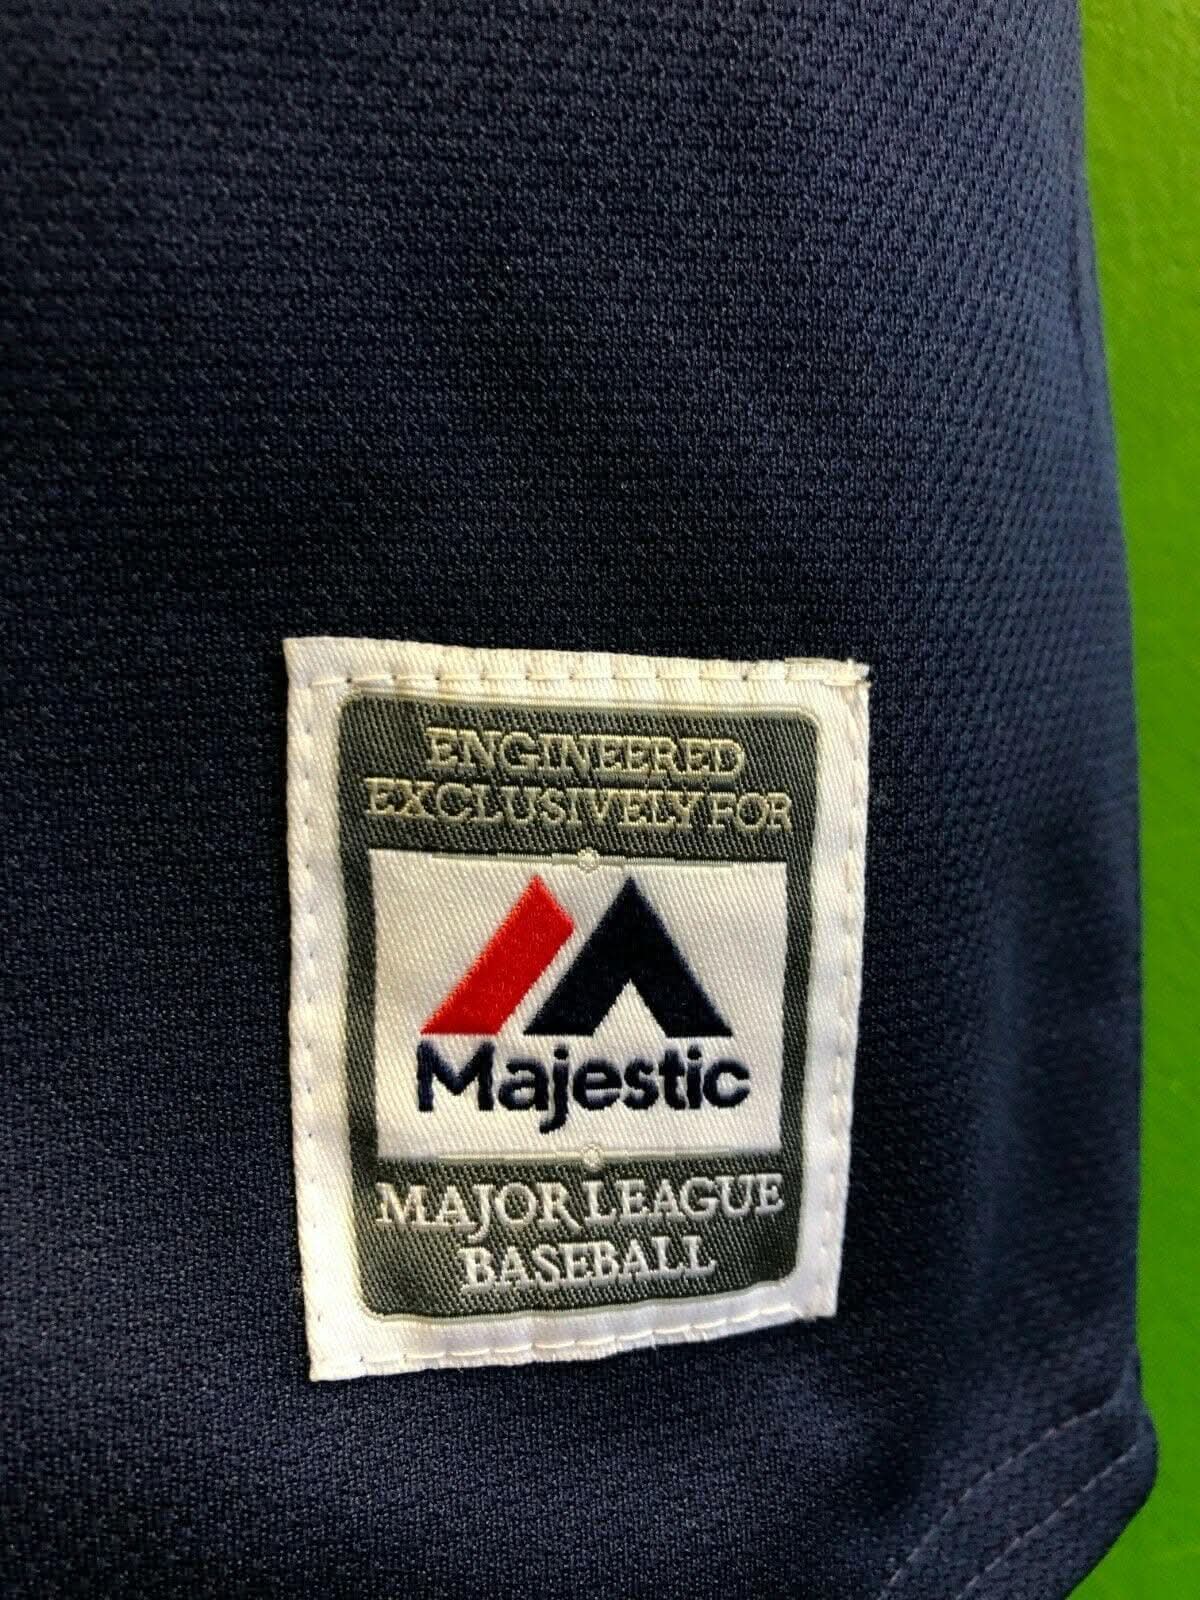 ENGINEERED
EXCLUSIVELY FOR
Majestic
MAJOR LEAGUE
BASEBALL